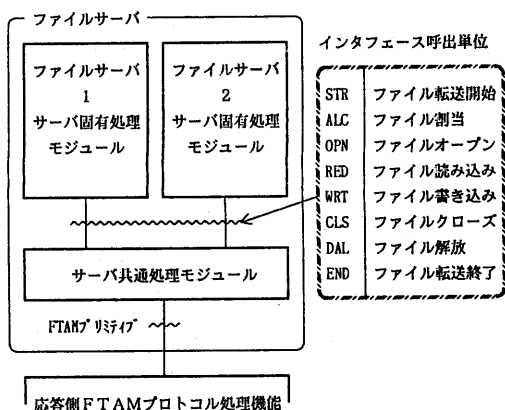 ファイルサーバ
インタフェース呼出単位
ファイルサーバ
1
サーバ固有処理
モジュール
ファイルサーバ
2
サーバ固有処理
モジュール
STR ファイル転送開始
ALC ファイル割当
OPN ファイルオープン
RED ファイル読み込み
WRT ファイル書き込み
CLS ファイルクローズ
DAL ファイル解放
END ファイル転送終了
サーバ共通処理モジュール
FTAMプリミティブ
応答側FTAMプロトコル処理機能